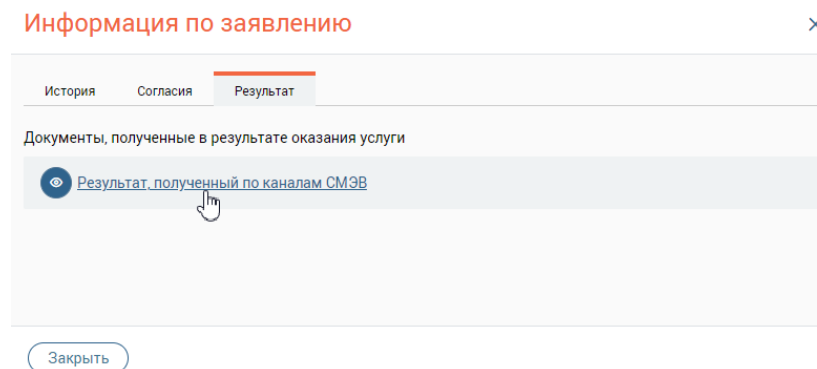 Информация по заявлению
История Согласия Результат
Документы, полученные в результате оказания услуги
Результат, полученный по каналам СМЭВ
Закрыть